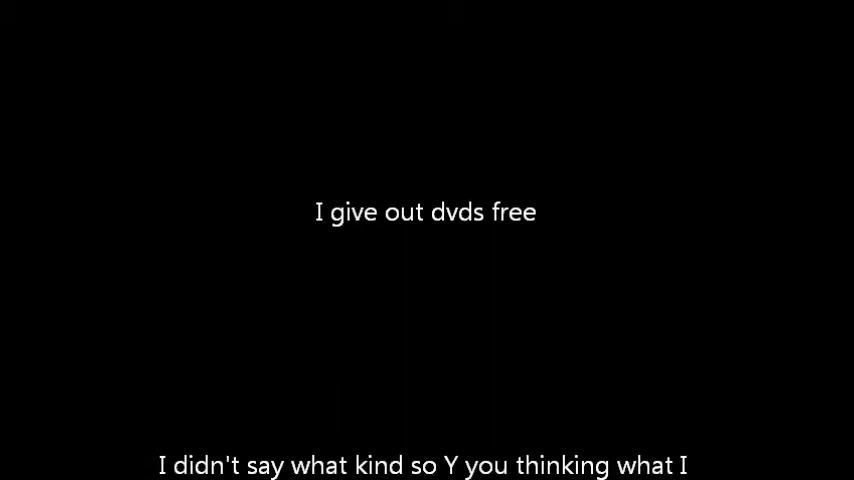 I give out dvds free
I didn't say what kind so Y you thinking what I